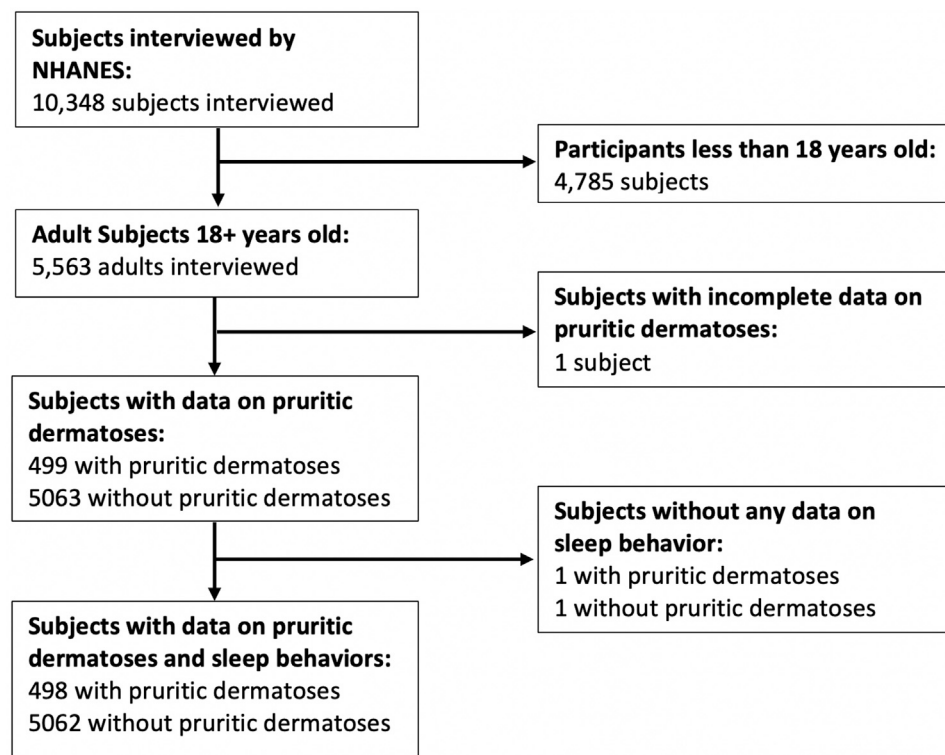 Subjects interviewed by
NHANES:
10,348 subjects interviewed
Participants less than 18 years old:
4,785 subjects
Adult Subjects 18+ years old:
5,563 adults interviewed
Subjects with incomplete data on
pruritic dermatoses:
1 subject
Subjects with data on pruritic
dermatoses:
499 with pruritic dermatoses
5063 without pruritic dermatoses
Subjects without any data on
sleep behavior:
1 with pruritic dermatoses
1 without pruritic dermatoses
Subjects with data on pruritic
dermatoses and sleep behaviors:
498 with pruritic dermatoses
5062 without pruritic dermatoses